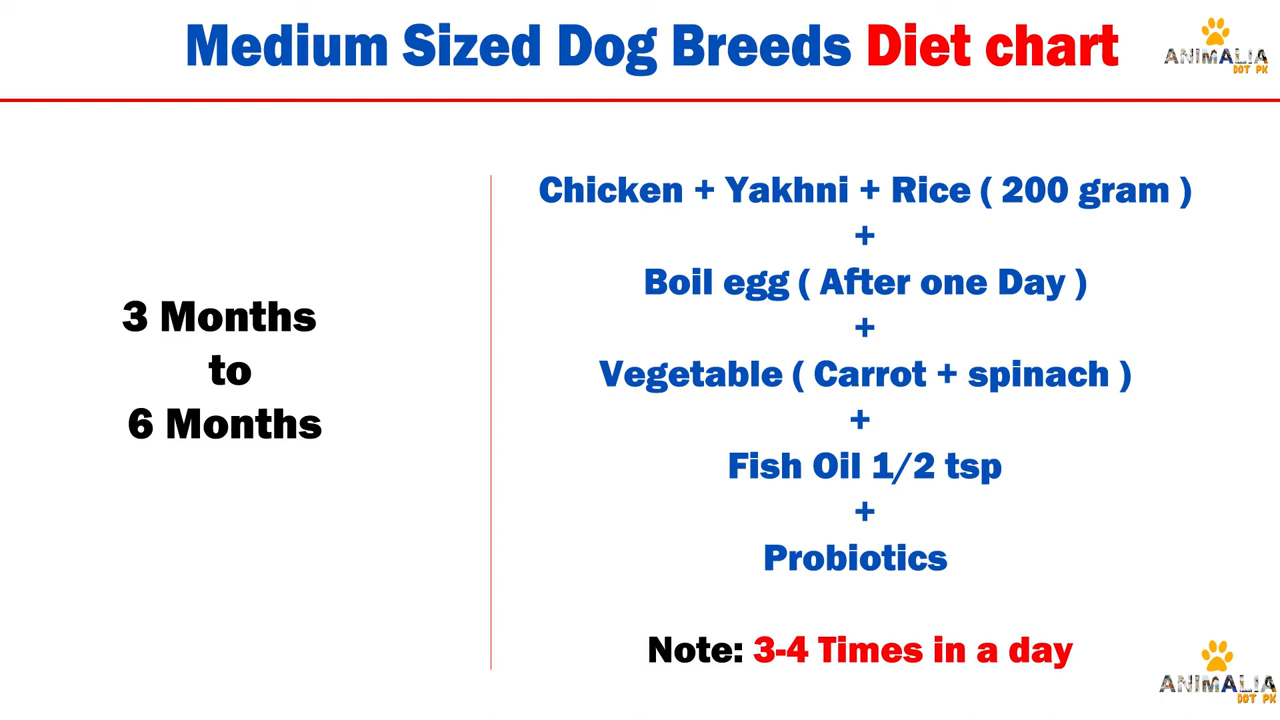 Medium Sized Dog Breeds Diet chart
ANIMALIA
DOT PK
3 Months
to
6 Months
Chicken + Yakhni + Rice ( 200 gram )
+
Boil egg ( After one Day )
+
Vegetable ( Carrot + spinach )
+
Fish Oil 1/2 tsp
+
Probiotics
Note: 3-4 Times in a day
ANIMALIA
DOT PK